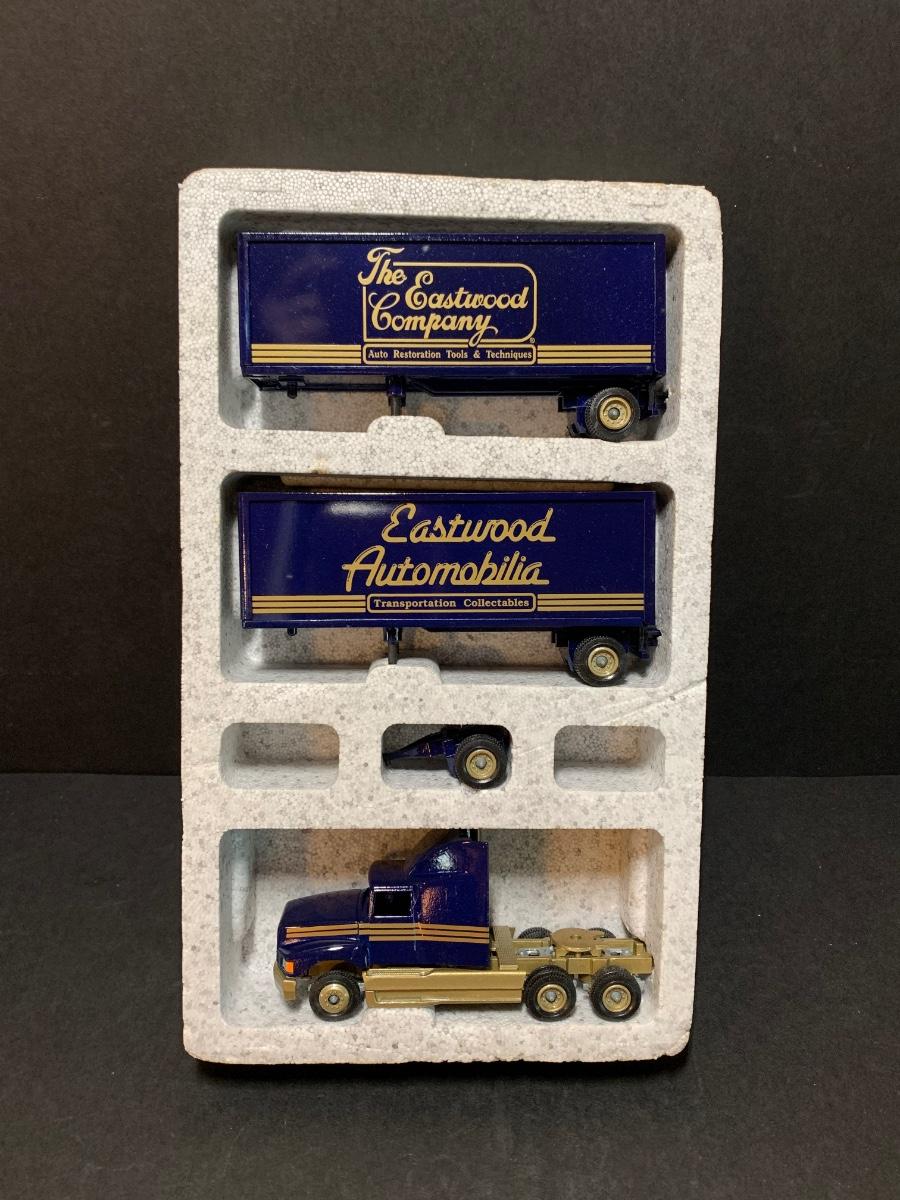 The
Eastwood
Company®
Auto Restoration Tools & Techniques
Eastwood
Automobilia
Transportation Collectables